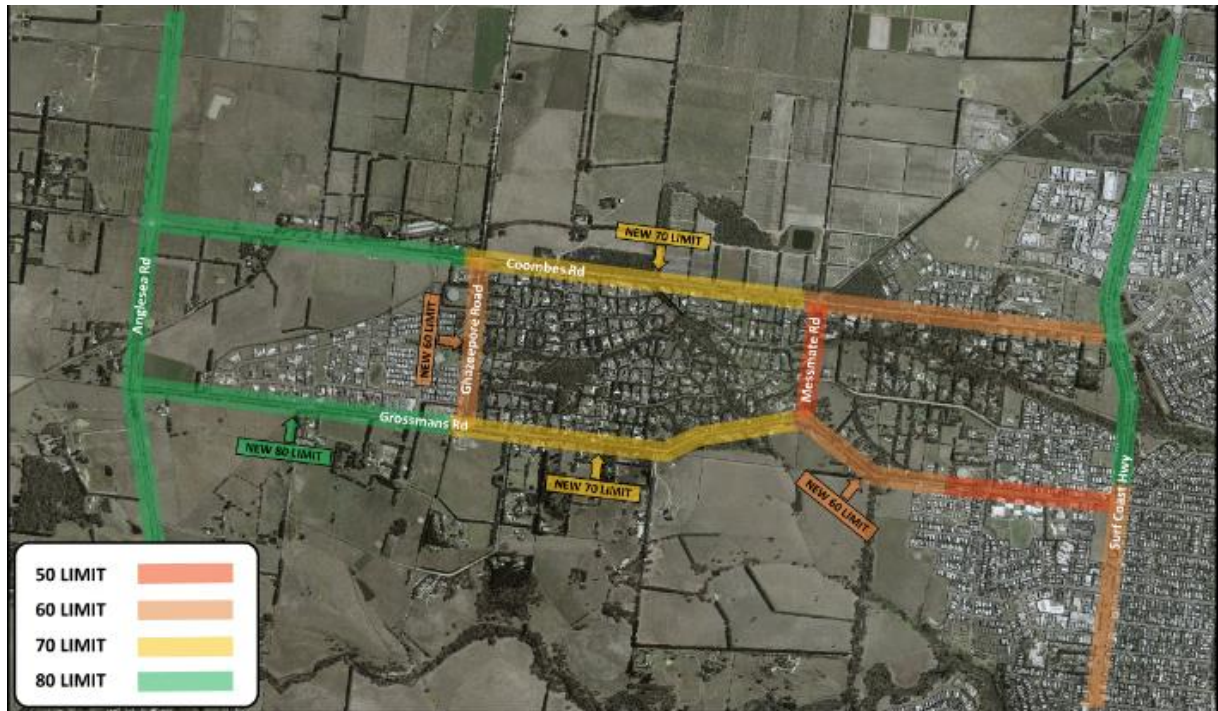 NEW 70 LIMIT
Coombes Rd
Anglesea Rd
NEW 60 LIMIT
Ghazeepore Road
Messmate Rd
Grossmans Rd
NEW 80 LIMIT
NEW 70 LIMIT
NEW 60 LIMIT
Surf Coast Hwy
50 LIMIT
60 LIMIT
70 LIMIT
80 LIMIT